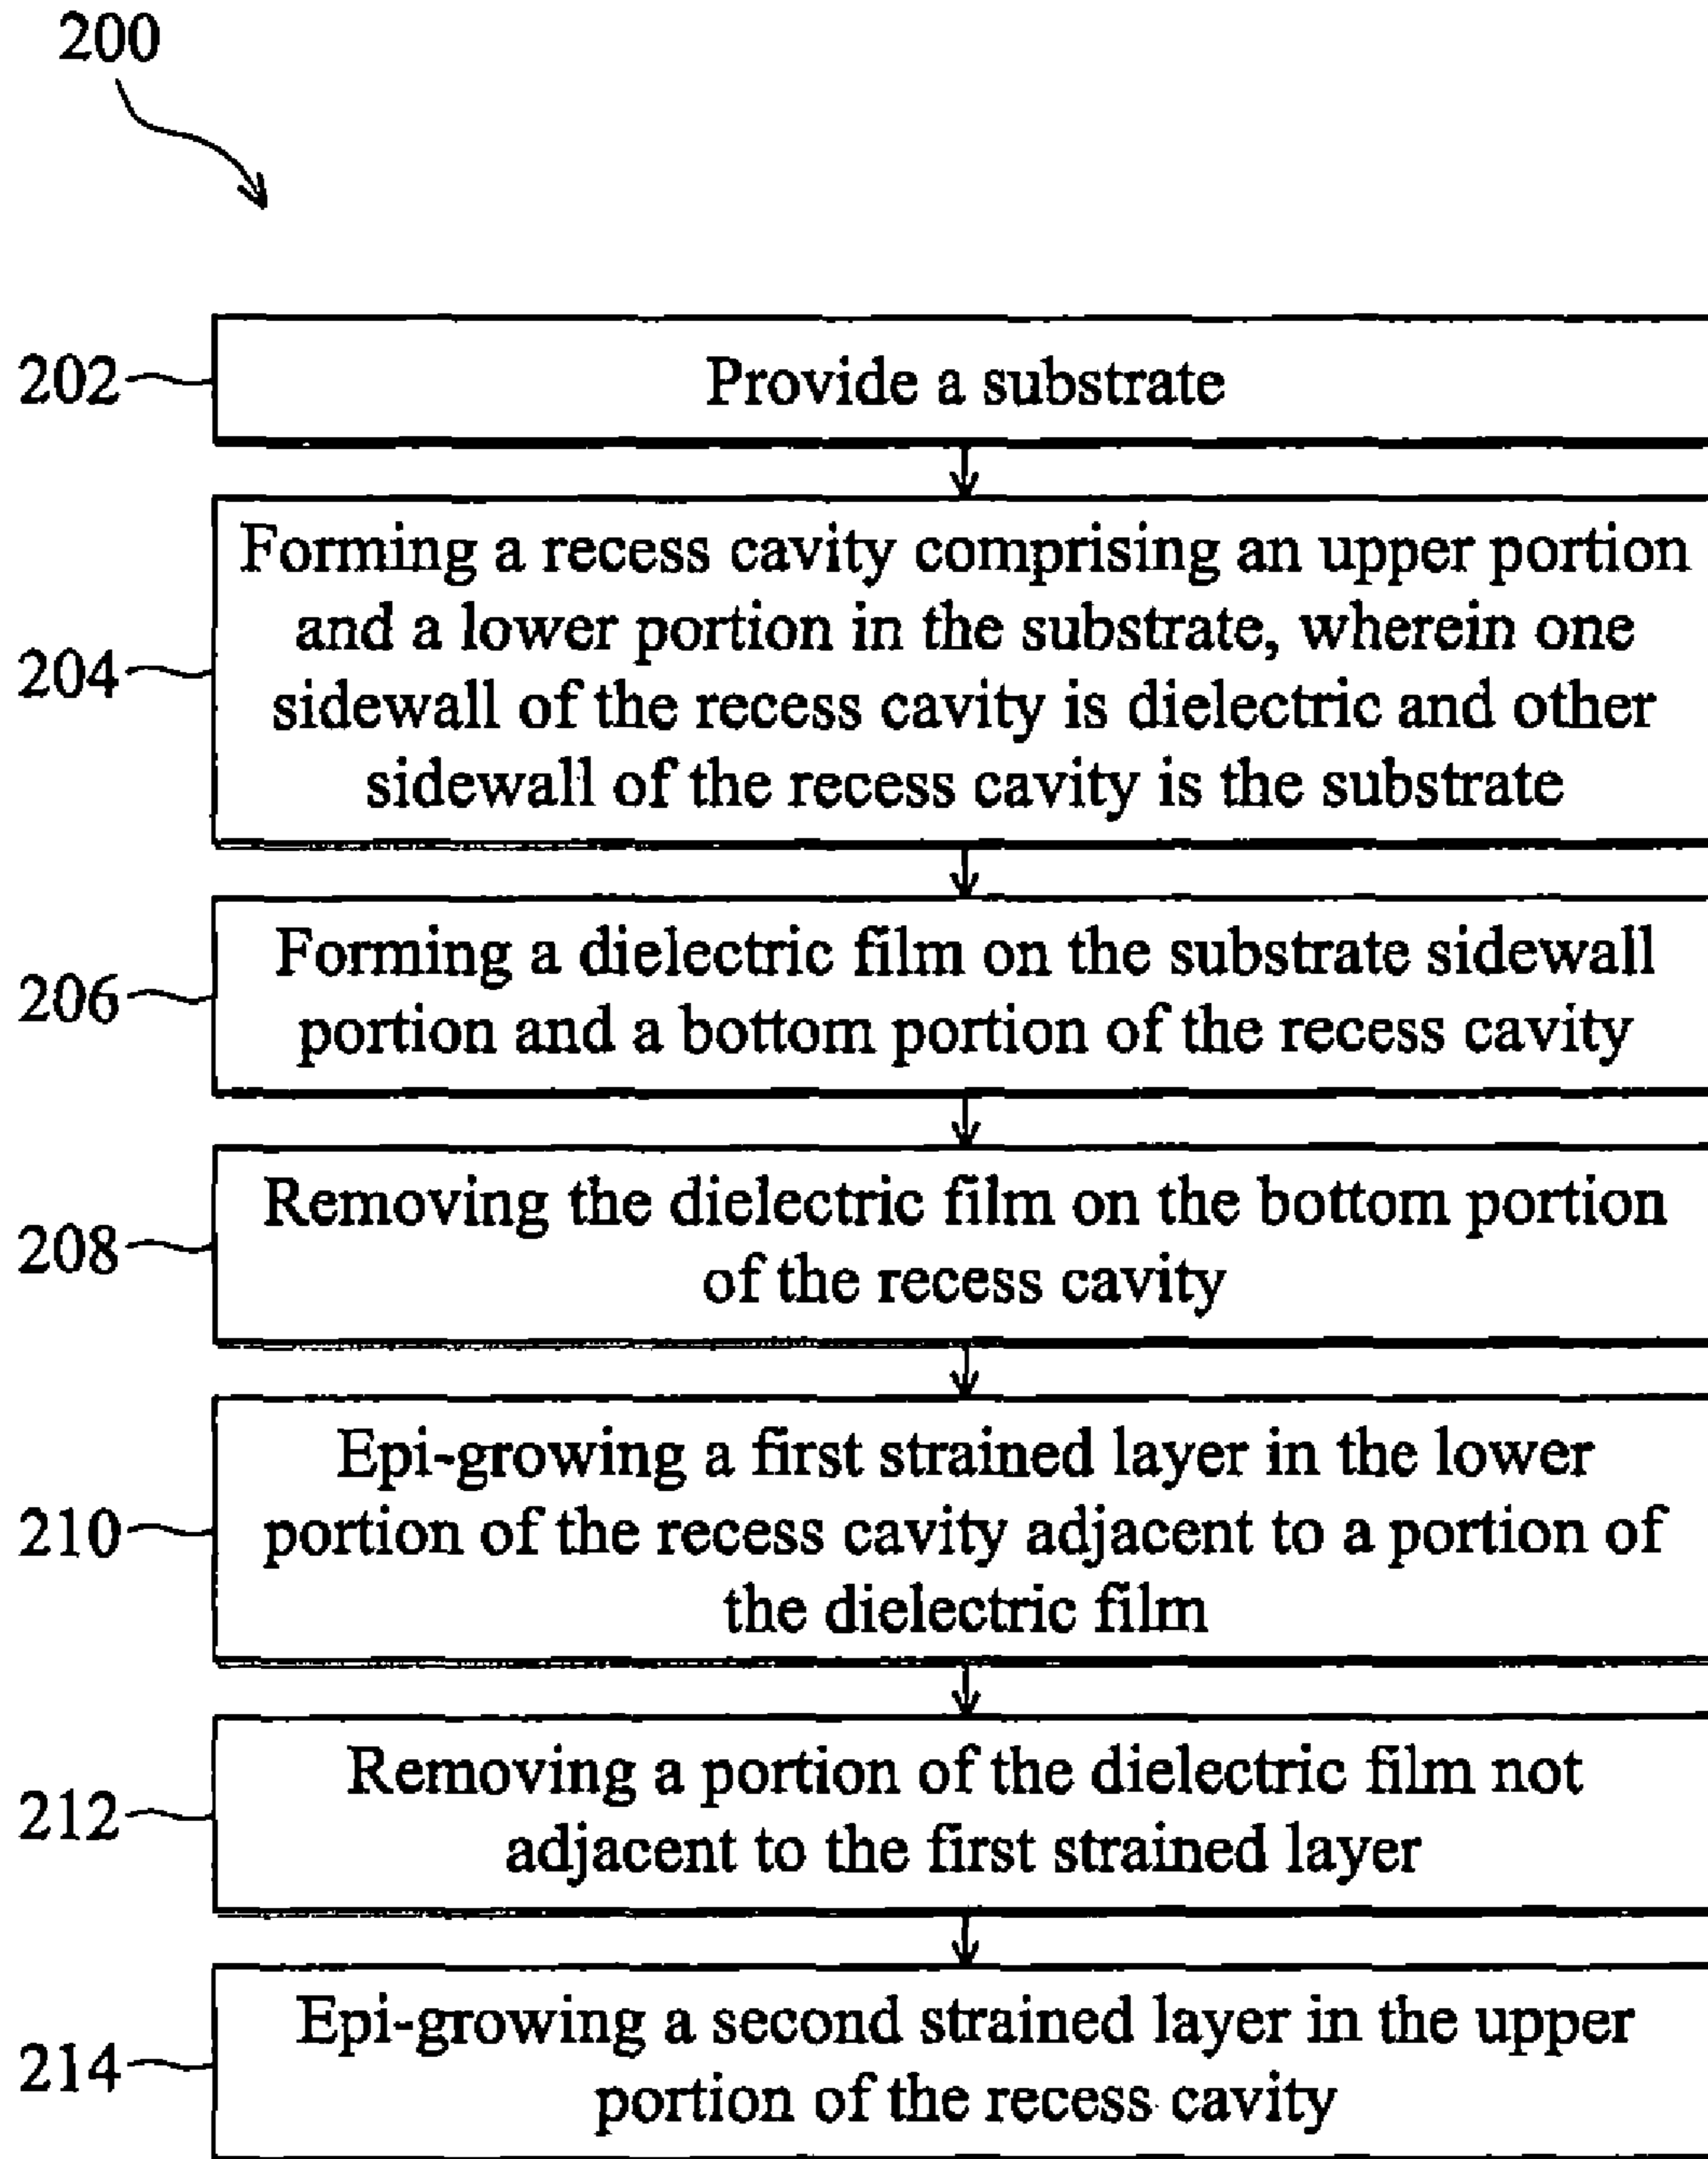 200
202
Provide a substrate
204
Forming a recess cavity comprising an upper portion
and a lower portion in the substrate, wherein one
sidewall of the recess cavity is dielectric and other
sidewall of the recess cavity is the substrate
206
Forming a dielectric film on the substrate sidewall
portion and a bottom portion of the recess cavity
208
Removing the dielectric film on the bottom portion
of the recess cavity
210
Epi-growing a first strained layer in the lower
portion of the recess cavity adjacent to a portion of
the dielectric film
212
Removing a portion of the dielectric film not
adjacent to the first strained layer
214
Epi-growing a second strained layer in the upper
portion of the recess cavity